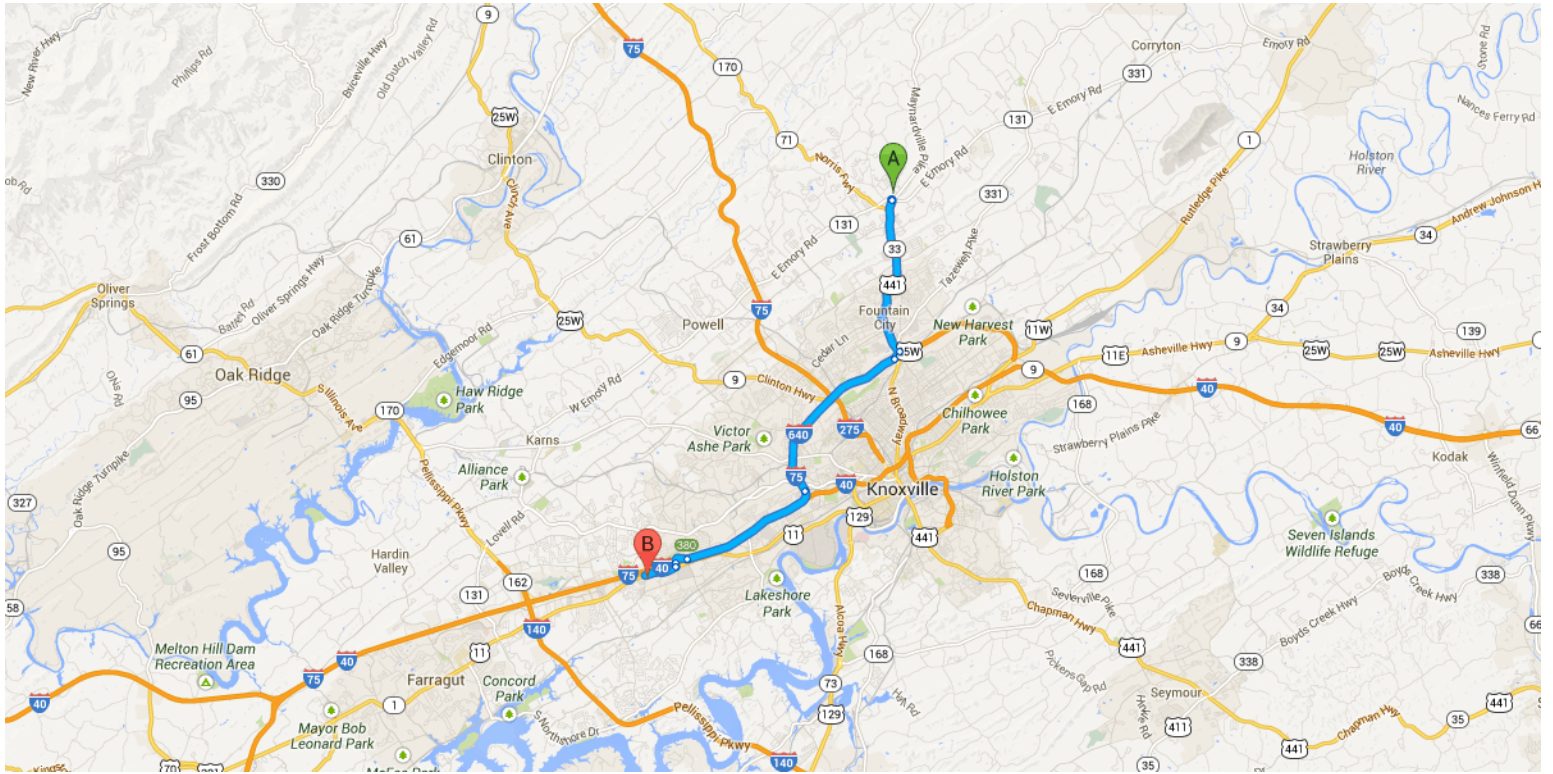 9
75
Corryton
Emory Rd
Stone Rd
New River Hwy
Phillips Rd
Briceville Hwy
Old Dutch Valley Rd
170
331
Maynardville Pike
E Emory Rd
Nances Ferry Rd
25W
131
71
1
Clinton
Norris Fwy
A
E Emory Rd
Holston
River
330
Clinch Ave
331
Rutledge Pike
Andrew Johnson H
Frost Bottom Rd
131
61
33
Tazewell Pike
34
Strawberry
Plains
E Emory Rd
Oliver
Springs
Oliver Springs Hwy
Oak Ridge Turnpike
441
75
Fountain
City
New Harvest
Park
34
25W
Powell
11W
139
61
Edgemoor Rd
Cedar Ln
5W
11E
Asheville Hwy
9
25W
25W
Asheville Hwy
Oak Ridge
9
Clinton Hwy
9
40
95
S Illinois Ave
Haw Ridge
Park
W Emory Rd
N Broadway
Chilhowee
Park
168
170
Karns
Victor
Ashe Park
640
275
Strawberry Plains Pike
40
66
Kodak
Oak Ridge Turnpike
Pellissippi Pkwy
Alliance
Park
75
40
Knoxville
Holston
River Park
Winfield Dunn Pkwy
327
129
Lovell Rd
11
441
Seven Islands
Wildlife Refuge
95
Hardin
Valley
B
380
75
40
162
131
Lakeshore
Park
168
338
Boyds Creek Hwy
58
Sevierville Pike
Chapman Hwy
Boyds Creek Hwy
66
140
Alcoa Hwy
Melton Hill Dam
Recreation Area
11
40
168
441
338
75
Farragut
Concord
Park
73
Pickens Gap Rd
Seymour
40
1
129
441
Mayor Bob
Leonard Park
S Northshore Dr
Pellissippi Pkwy
411
35
Chapman Hwy
441
35
70
McFee Park
140
50